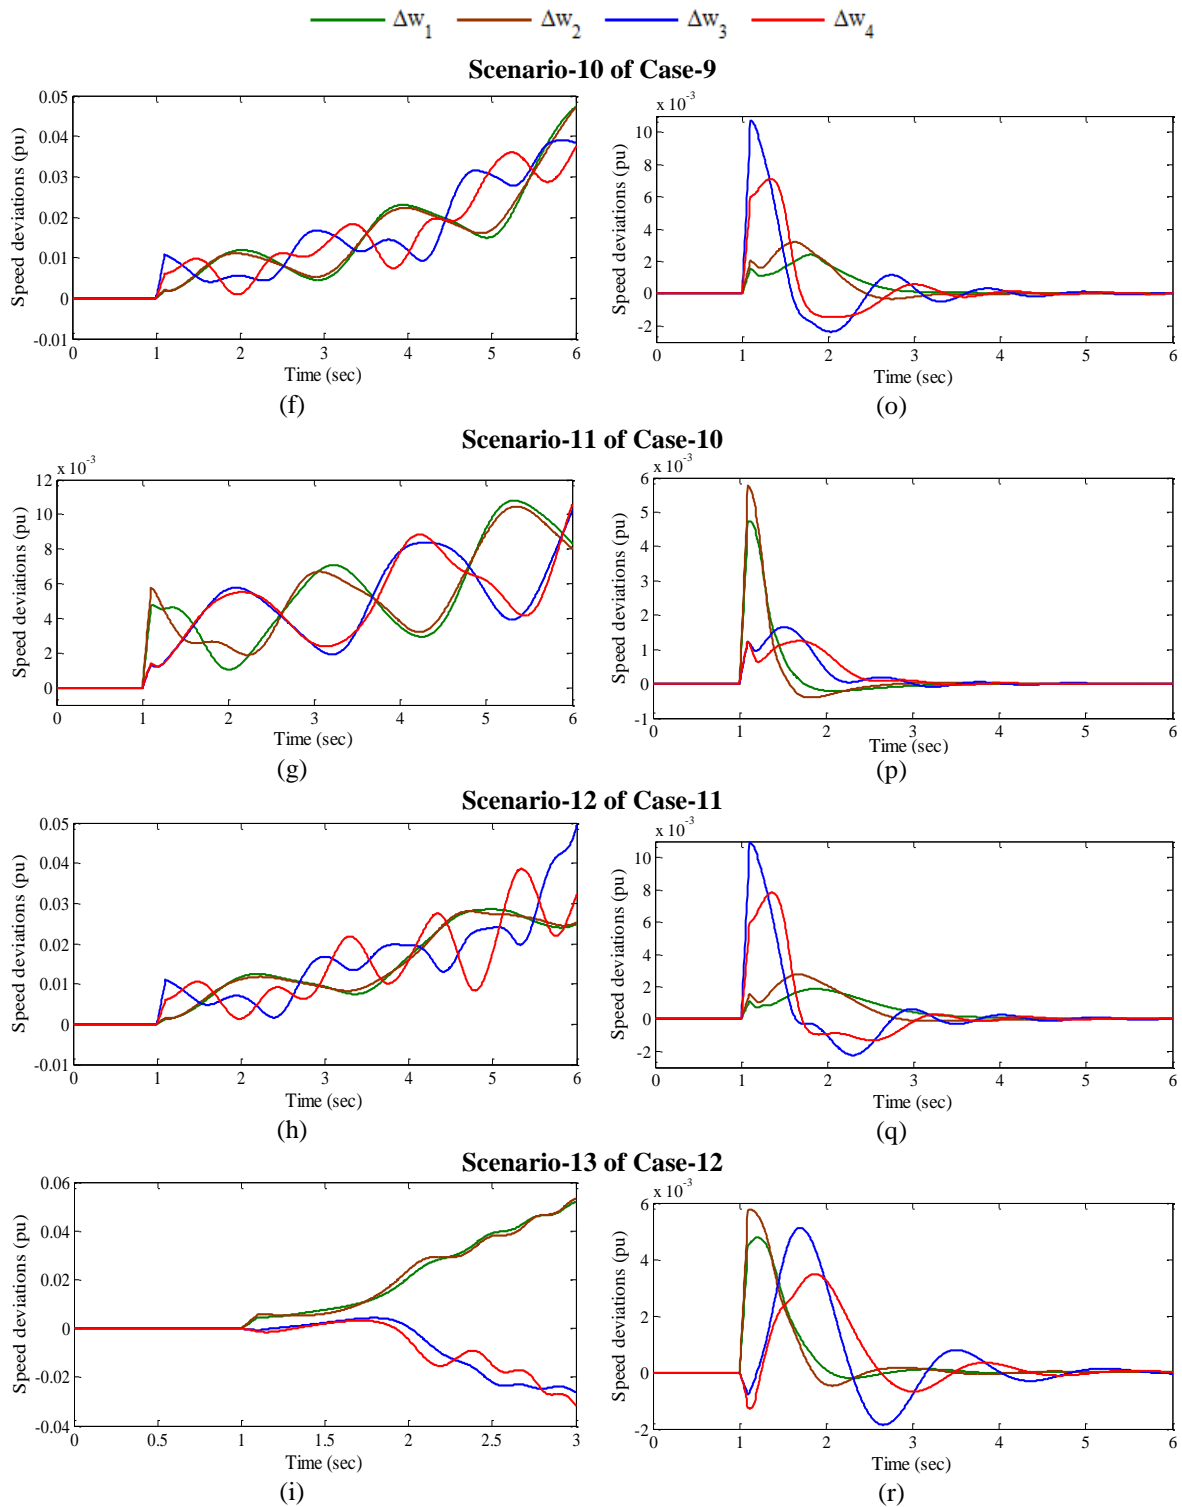 Δw1 Δw2 Δw3 Δw4
Scenario-10 of Case-9
0.05
0.04
0.03
0.02
0.01
0
-0.01
Speed deviations (pu)
0 1 2 3 4 5 6
Time (sec)
(f)
x 10-3
10
8
6
4
2
0
-2
Speed deviations (pu)
0 1 2 3 4 5 6
Time (sec)
(o)
Scenario-11 of Case-10
x 10-3
12
10
8
6
4
2
0
Speed deviations (pu)
0 1 2 3 4 5 6
Time (sec)
(g)
x 10-3
6
5
4
3
2
1
0
-1
Speed deviations (pu)
0 1 2 3 4 5 6
Time (sec)
(p)
Scenario-12 of Case-11
0.05
0.04
0.03
0.02
0.01
0
-0.01
Speed deviations (pu)
0 1 2 3 4 5 6
Time (sec)
(h)
x 10-3
10
8
6
4
2
0
-2
Speed deviations (pu)
0 1 2 3 4 5 6
Time (sec)
(q)
Scenario-13 of Case-12
0.06
0.04
0.02
0
-0.02
-0.04
Speed deviations (pu)
0 0.5 1 1.5 2 2.5 3
Time (sec)
(i)
x 10-3
6
4
2
0
-2
Speed deviations (pu)
0 1 2 3 4 5 6
Time (sec)
(r)